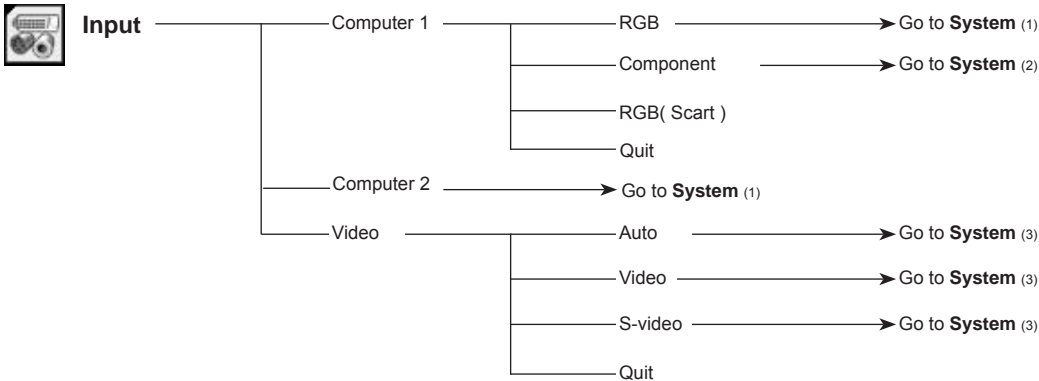 Input Computer 1 RGB Go to System (1)
Component Go to System (2)
RGB( Scart )
Quit
Computer 2 Go to System (1)
Video Auto Go to System (3)
Video Go to System (3)
S-video Go to System (3)
Quit